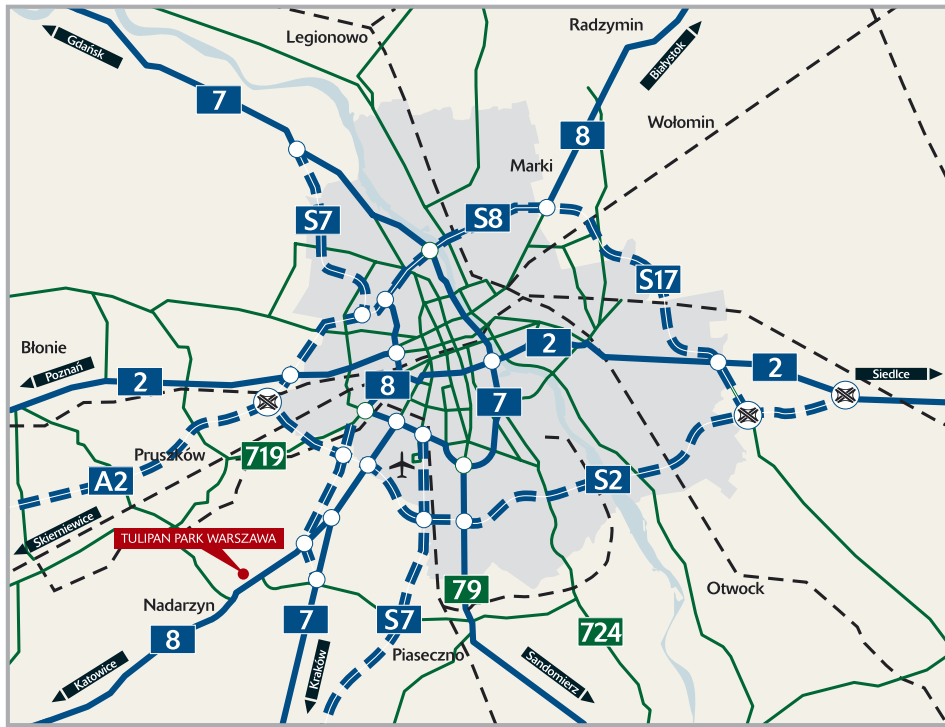 Radzymin
Legionowo
Gdańsk
Białystok
7
Wołomin
8
Marki
S7
S8
S17
Błonie
2
Poznań
2
8
2
Siedlce
7
Pruszków
719
A2
S2
Skierniewice
TULIPAN PARK WARSZAWA
79
Otwock
Nadarzyn
7
S7
724
8
Piaseczno
Katowice
Kraków
Sandomierz